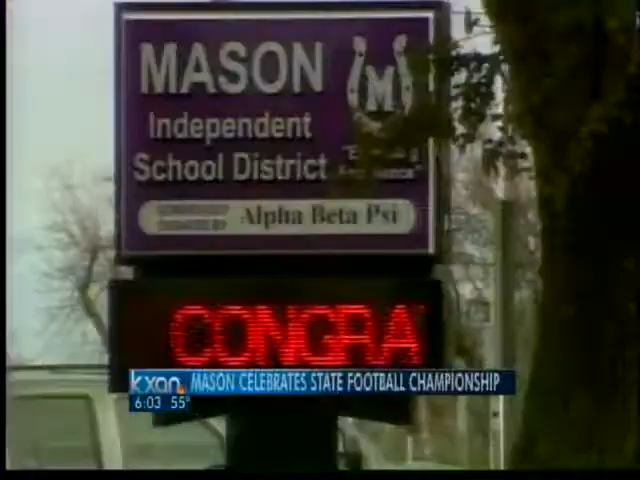 MASON
M
Independent
School District
Alpha Beta Psi
CONGRA
kxan MASON CELEBRATES STATE FOOTBALL CHAMPIONSHIP
6:03 55°